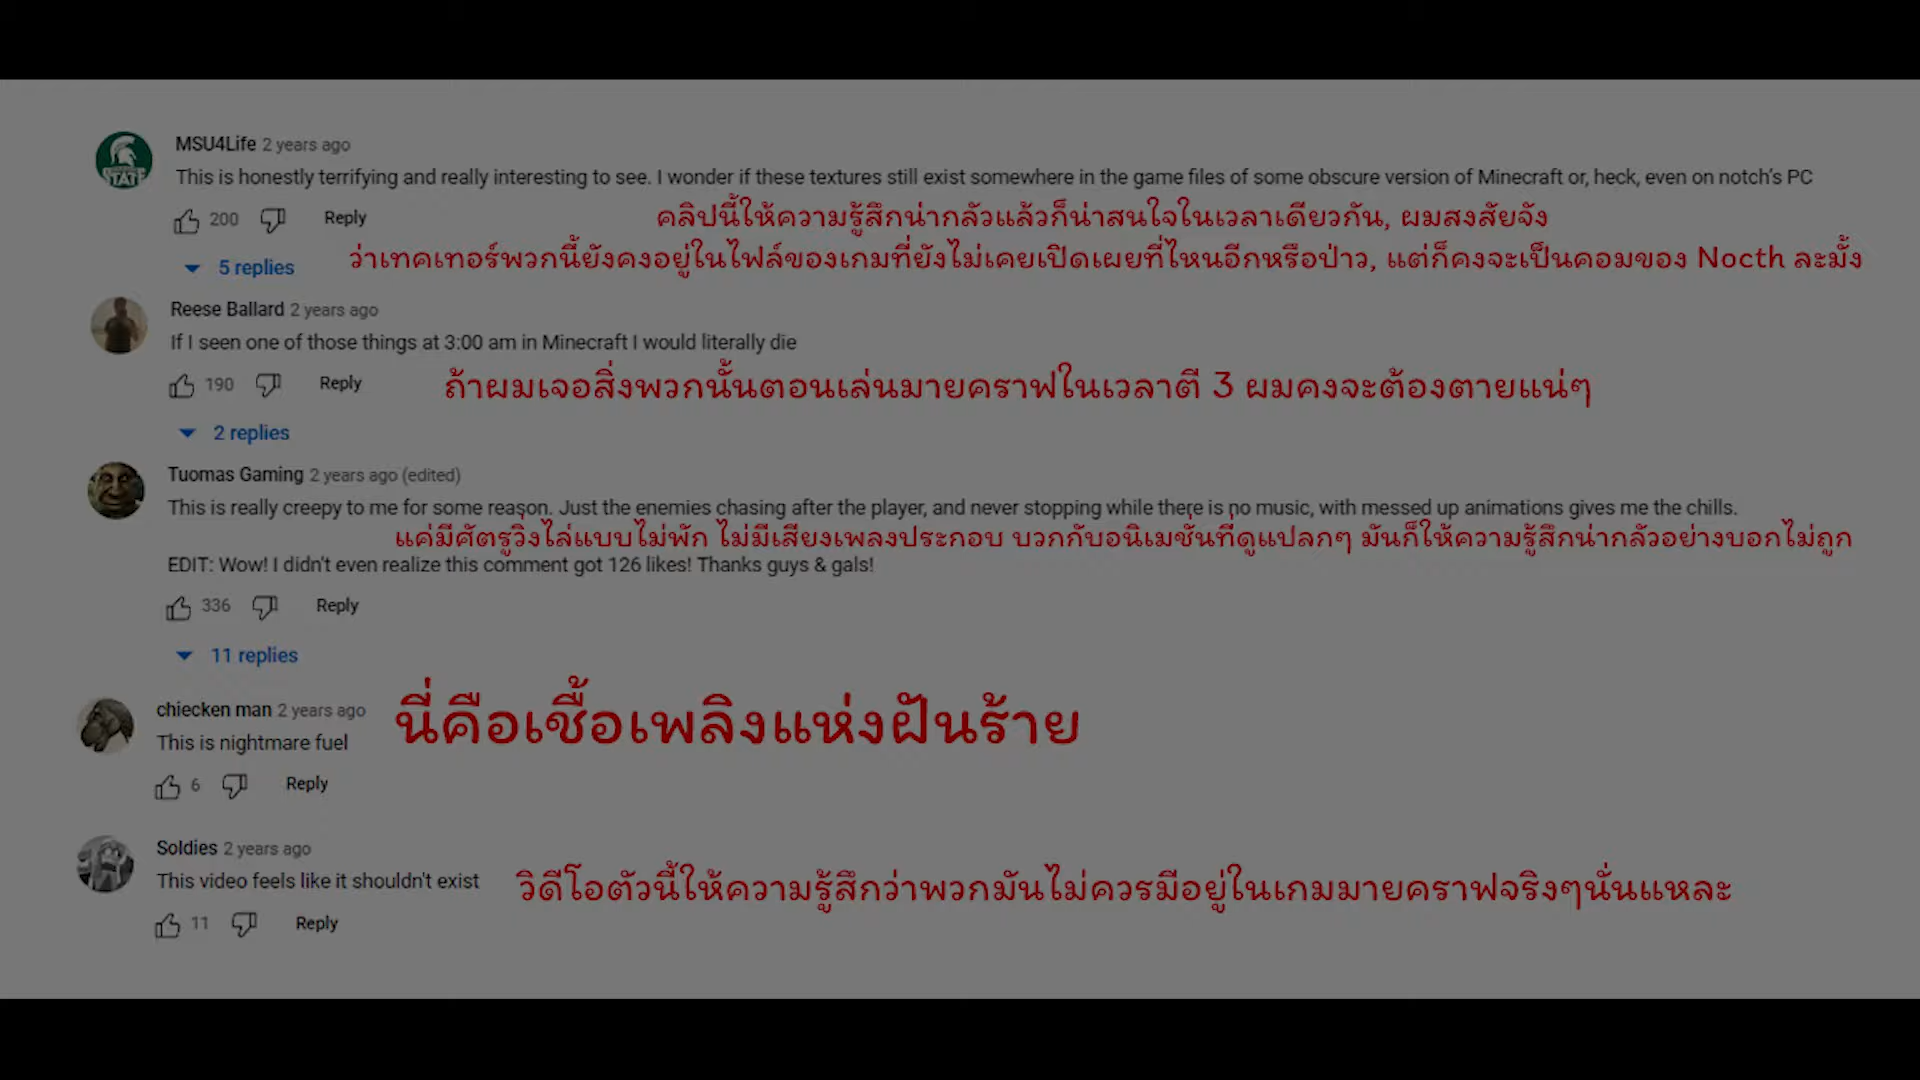 MSU4Life 2 years ago
This is honestly terrifying and really interesting to see. I wonder if these textures still exist somewhere in the game files of some obscure version of Minecraft or, heck, even on notch's PC
200 Reply
คลิปนี้ให้ความรู้สึกน่ากลัวแล้วก็น่าสนใจในเวลาเดียวกัน, ผมสงสัยจัง
5 replies
ว่าเทคเทอร์พวกนี้ยังคงอยู่ในไฟล์ของเกมที่ยังไม่เคยเปิดเผยที่ไหนอีกหรือป่าว, แต่ก็คงจะเป็นคอมของ Nocth ละมั้ง
Reese Ballard 2 years ago
If I seen one of those things at 3:00 am in Minecraft I would literally die
190 Reply
ถ้าผมเจอสิ่งพวกนั้นตอนเล่นมายคราฟในเวลาตี 3 ผมคงจะต้องตายแน่ๆ
2 replies
Tuomas Gaming 2 years ago (edited)
This is really creepy to me for some reason. Just the enemies chasing after the player, and never stopping while there is no music, with messed up animations gives me the chills.
แค่มีศัตรูวิ่งไล่แบบไม่พัก ไม่มีเสียงเพลงประกอบ บวกกับอนิเมชั่นที่ดูแปลกๆ มันก็ให้ความรู้สึกน่ากลัวอย่างบอกไม่ถูก
EDIT: Wow! I didn't even realize this comment got 126 likes! Thanks guys & gals!
336 Reply
11 replies
chiecken man 2 years ago
นี่คือเชื้อเพลิงแห่งฝันร้าย
This is nightmare fuel
6 Reply
Soldies 2 years ago
This video feels like it shouldn't exist
วิดีโอตัวนี้ให้ความรู้สึกว่าพวกมันไม่ควรมีอยู่ในเกมมายคราฟจริงๆนั่นแหละ
11 Reply
STATE